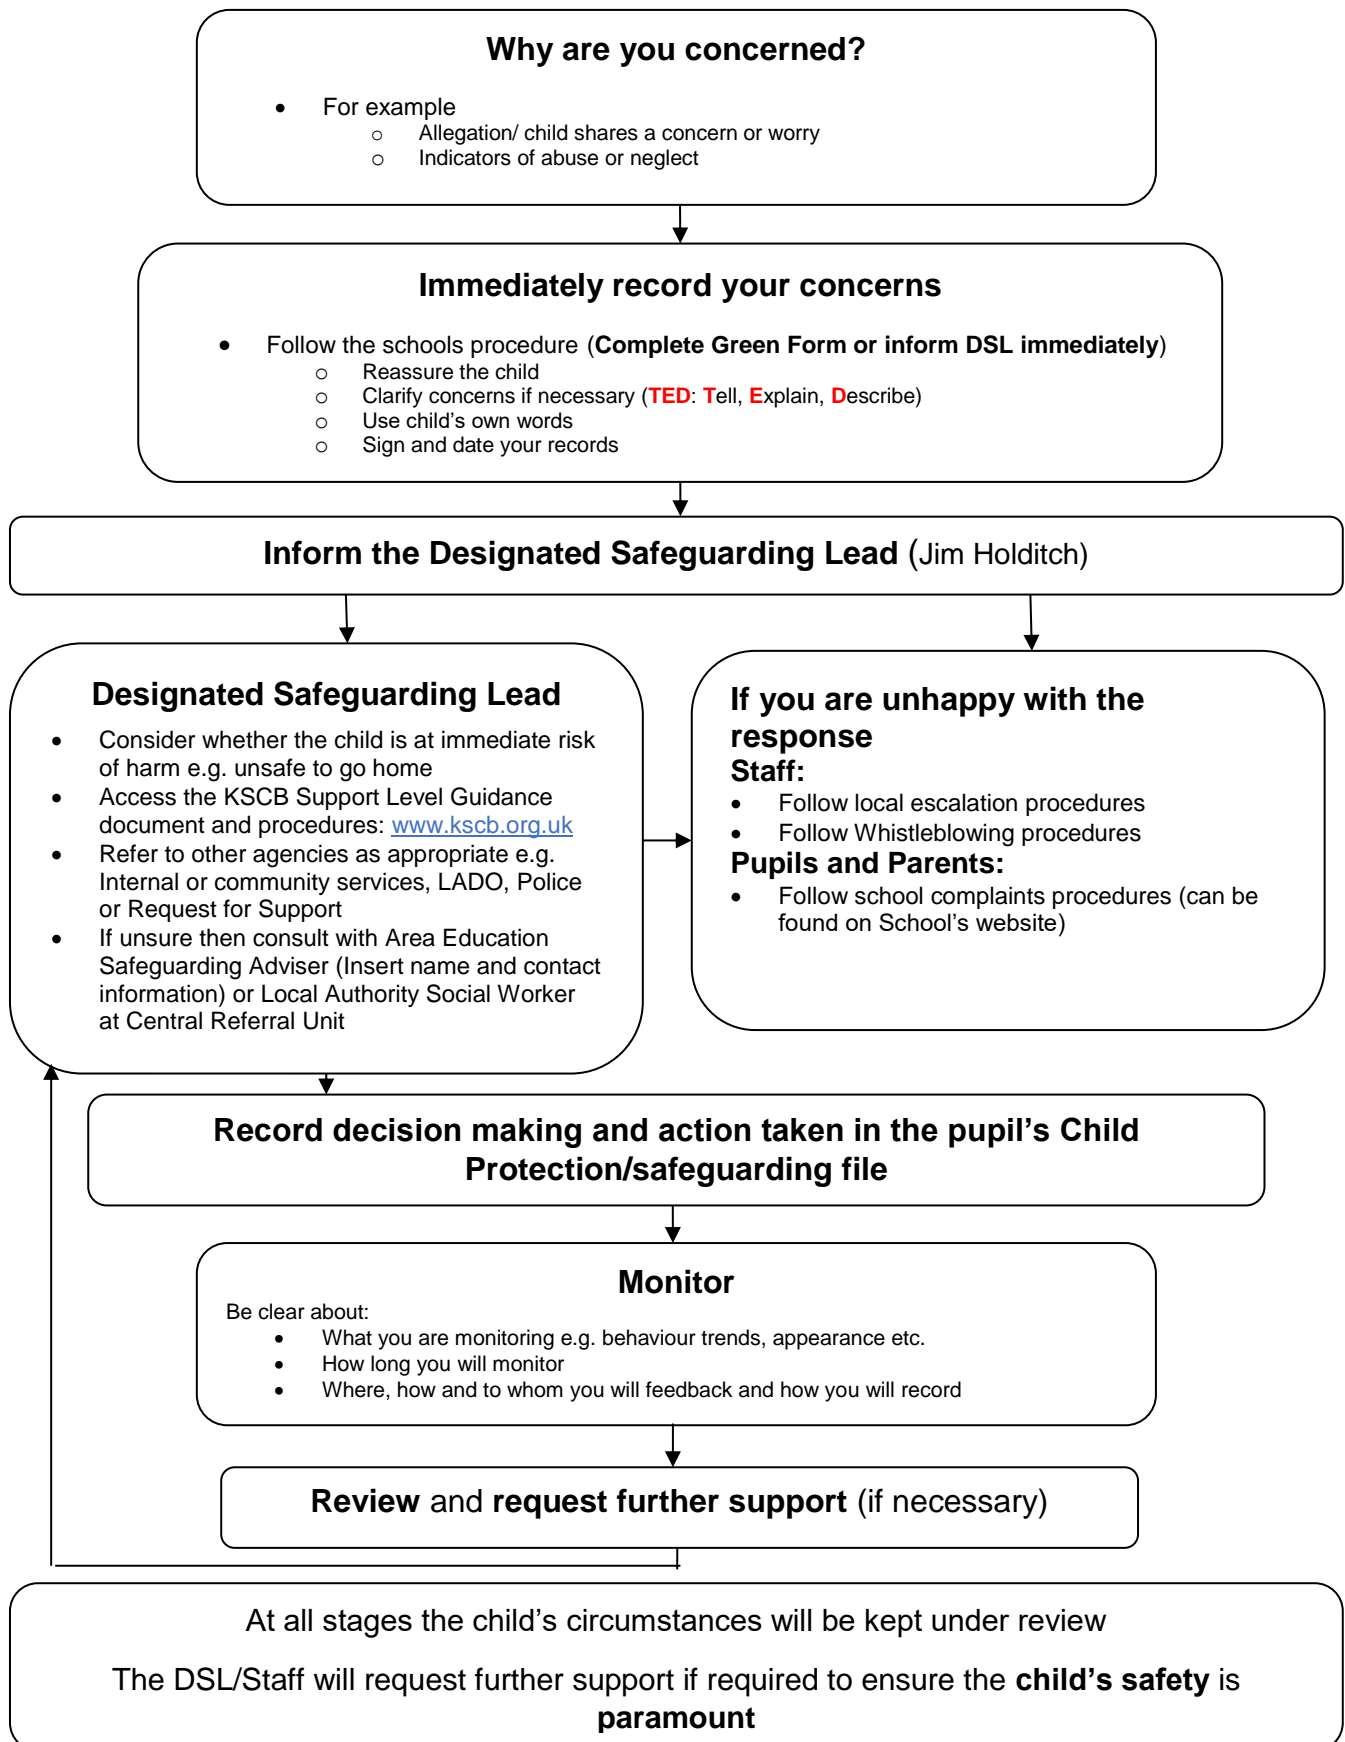 Why are you concerned?
• For example
o Allegation/ child shares a concern or worry
o Indicators of abuse or neglect
Immediately record your concerns
• Follow the schools procedure (Complete Green Form or inform DSL immediately)
o Reassure the child
o Clarify concerns if necessary (TED: Tell, Explain, Describe)
o Use child’s own words
o Sign and date your records
Inform the Designated Safeguarding Lead (Jim Holditch)
Designated Safeguarding Lead
• Consider whether the child is at immediate risk
of harm e.g. unsafe to go home
• Access the KSCB Support Level Guidance
document and procedures: www.kscb.org.uk
• Refer to other agencies as appropriate e.g.
Internal or community services, LADO, Police
or Request for Support
• If unsure then consult with Area Education
Safeguarding Adviser (Insert name and contact
information) or Local Authority Social Worker
at Central Referral Unit
If you are unhappy with the
response
Staff:
• Follow local escalation procedures
• Follow Whistleblowing procedures
Pupils and Parents:
• Follow school complaints procedures (can be
found on School’s website)
Record decision making and action taken in the pupil’s Child
Protection/safeguarding file
Monitor
Be clear about:
• What you are monitoring e.g. behaviour trends, appearance etc.
• How long you will monitor
• Where, how and to whom you will feedback and how you will record
Review and request further support (if necessary)
At all stages the child’s circumstances will be kept under review
The DSL/Staff will request further support if required to ensure the child’s safety is
paramount